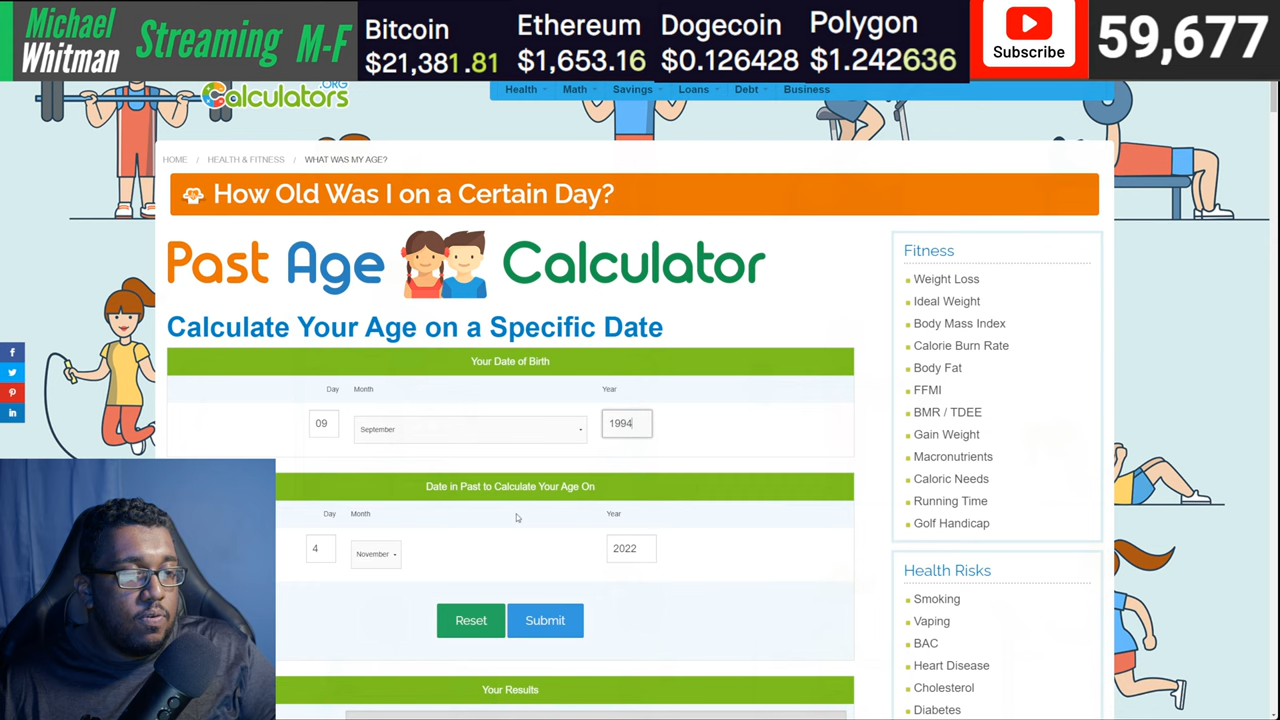 Michael
Whitman
Streaming M-F
Bitcoin
$21,381.81
Ethereum
$1,653.16
Dogecoin
$0.126428
Polygon
$1.242636
Subscribe
59,677
Calculators
.ORG
Health
Math
Savings
Loans
Debt
Business
HOME / HEALTH & FITNESS / WHAT WAS MY AGE?
How Old Was I on a Certain Day?
Past Age Calculator
Calculate Your Age on a Specific Date
Your Date of Birth
Day
Month
Year
09
September
1994
Date in Past to Calculate Your Age On
Day
Month
Year
4
November
2022
Reset
Submit
Your Results
Fitness
Weight Loss
Ideal Weight
Body Mass Index
Calorie Burn Rate
Body Fat
FFMI
BMR / TDEE
Gain Weight
Macronutrients
Caloric Needs
Running Time
Golf Handicap
Health Risks
Smoking
Vaping
BAC
Heart Disease
Cholesterol
Diabetes